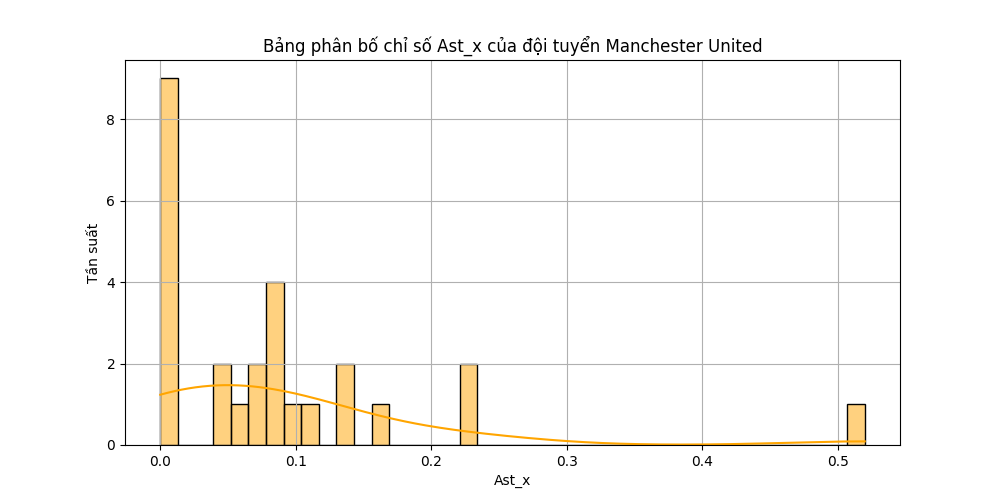 Bảng phân bố chỉ số Ast_x của đội tuyển Manchester United
Tần suất
8
6
4
2
0
0.0 0.1 0.2 0.3 0.4 0.5
Ast_x